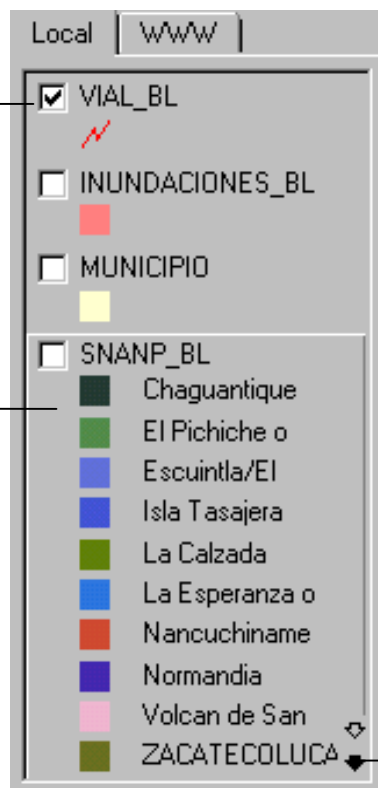 Local WWW
VIAL_BL
INUNDACIONES_BL
MUNICIPIO
SNANP_BL
Chaguantique
El Pichiche o
Escuintla/El
Isla Tasajera
La Calzada
La Esperanza o
Nancuchiname
Normandia
Volcan de San
ZACATECOLUCA